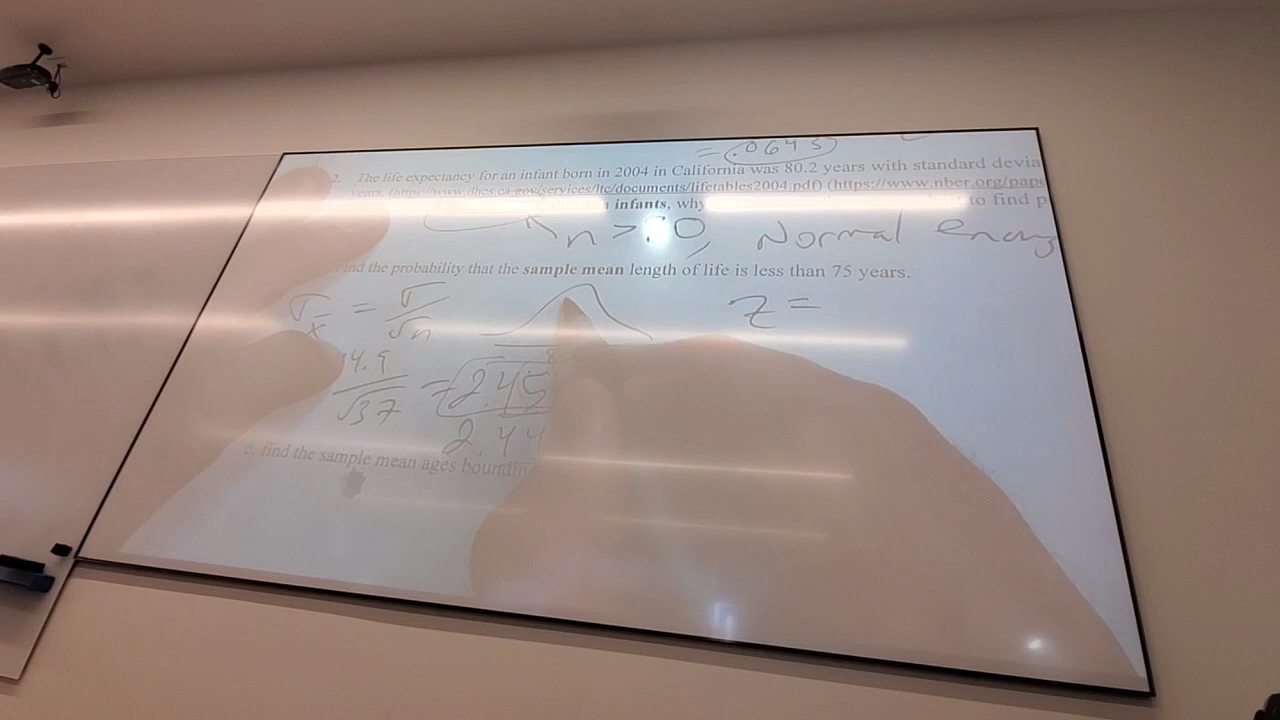 = .0645
2. The life expectancy for an infant born in 2004 in California was 80.2 years with standard devia
years. (https://www.dhcs.ca.gov/services/ltc/documents/lifetables2004.pdf) (https://www.nber.org/pape
infants, why to find p
n > 30, Normal enoug
find the probability that the sample mean length of life is less than 75 years.
σx̄ = σ/√n z =
14.9/√37 = 2.45
2.44
c. find the sample mean ages boundin